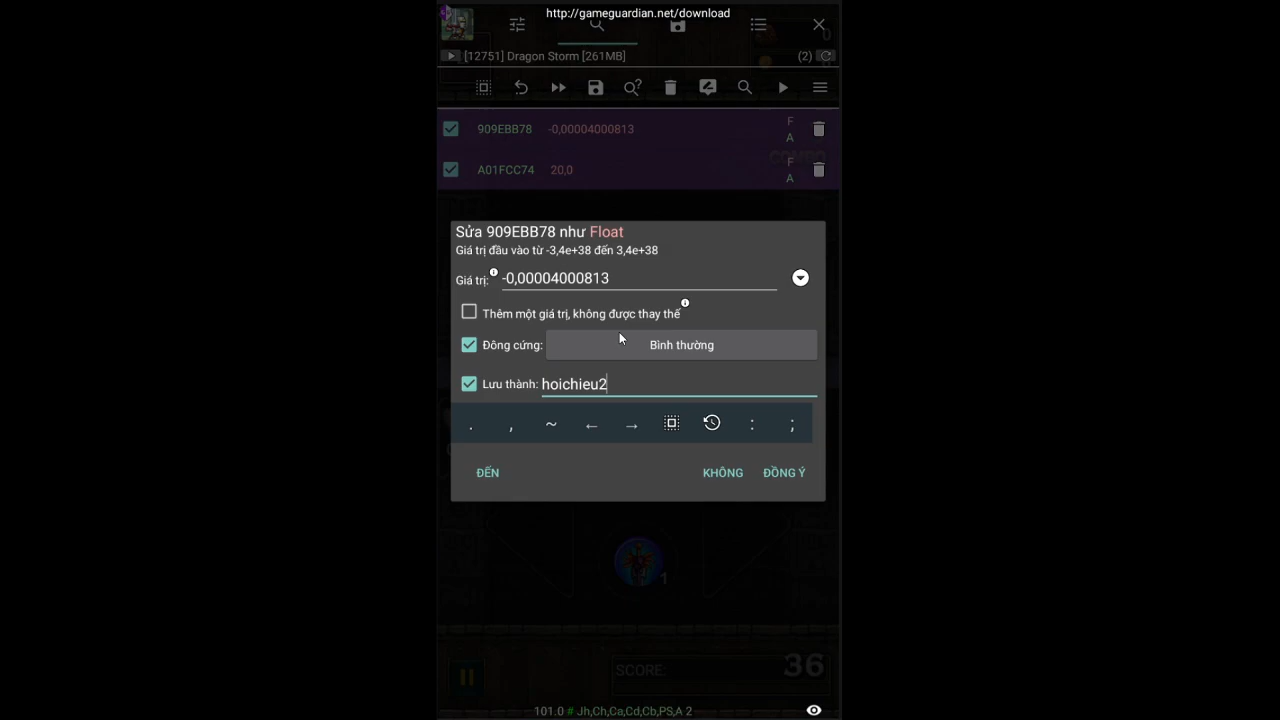 http://gameguardian.net/download
[12751] Dragon Storm [261MB]
(2)
909EBB78 -0,00004000813 F A
A01FCC74 20,0 F A
Sửa 909EBB78 như Float
Giá trị đầu vào từ -3,4e+38 đến 3,4e+38
Giá trị: -0,00004000813
Thêm một giá trị, không được thay thế
Đông cứng: Bình thường
Lưu thành: hoichieu2
. , ~ ← → : ;
ĐẾN KHÔNG ĐỒNG Ý
1
SCORE: 36
101.0 # Jh,Ch,Ca,Cd,Cb,PS,A 2